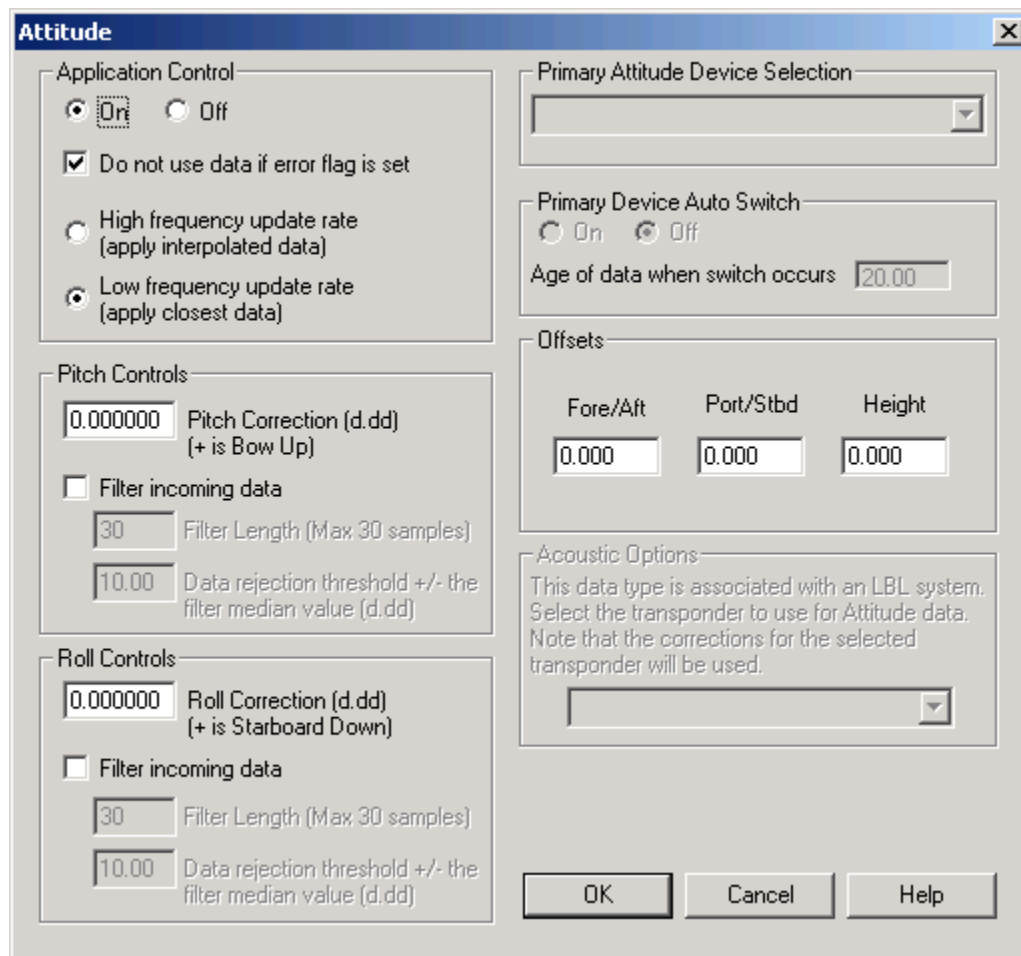 Attitude
Application Control
On Off
Do not use data if error flag is set
High frequency update rate
(apply interpolated data)
Low frequency update rate
(apply closest data)
Pitch Controls
0.000000 Pitch Correction (d.dd)
(+ is Bow Up)
Filter incoming data
30 Filter Length (Max 30 samples)
10.00 Data rejection threshold +/- the
filter median value (d.dd)
Roll Controls
0.000000 Roll Correction (d.dd)
(+ is Starboard Down)
Filter incoming data
30 Filter Length (Max 30 samples)
10.00 Data rejection threshold +/- the
filter median value (d.dd)
Primary Attitude Device Selection
Primary Device Auto Switch
On Off
Age of data when switch occurs 20.00
Offsets
Fore/Aft Port/Stbd Height
0.000 0.000 0.000
Acoustic Options
This data type is associated with an LBL system.
Select the transponder to use for Attitude data.
Note that the corrections for the selected
transponder will be used.
OK Cancel Help